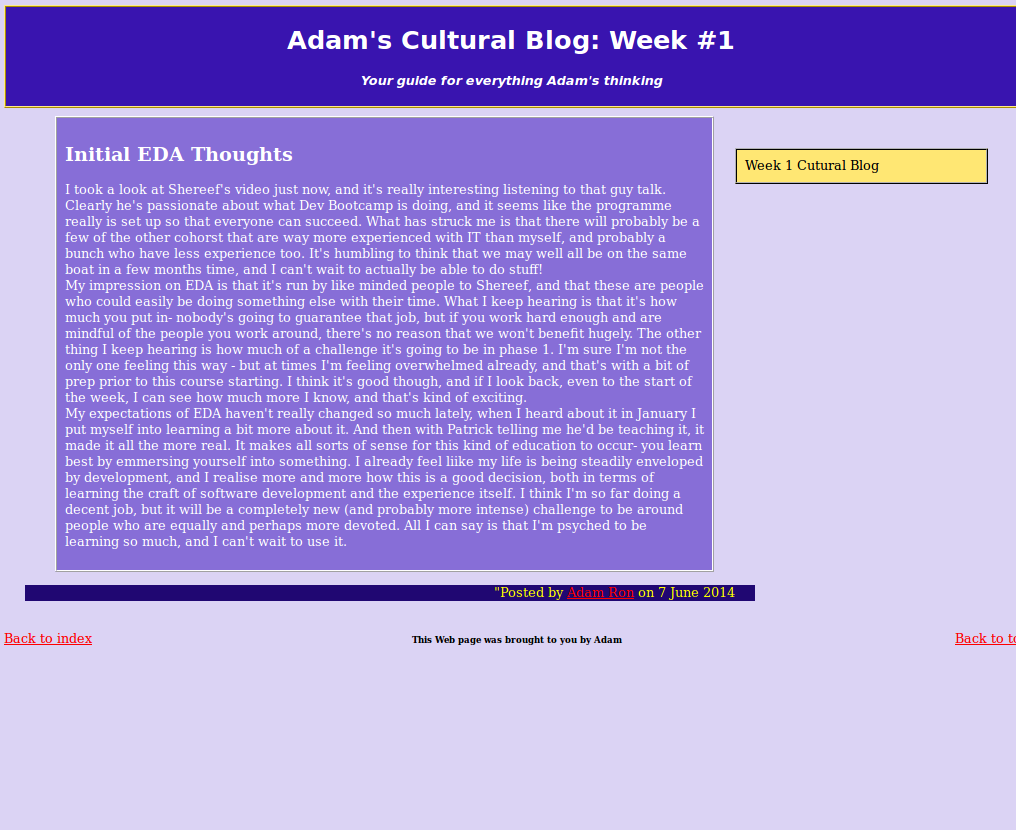 Adam's Cultural Blog: Week #1
Your guide for everything Adam's thinking
Initial EDA Thoughts
I took a look at Shereef's video just now, and it's really interesting listening to that guy talk.
Clearly he's passionate about what Dev Bootcamp is doing, and it seems like the programme
really is set up so that everyone can succeed. What has struck me is that there will probably be a
few of the other cohorst that are way more experienced with IT than myself, and probably a
bunch who have less experience too. It's humbling to think that we may well all be on the same
boat in a few months time, and I can't wait to actually be able to do stuff!
My impression on EDA is that it's run by like minded people to Shereef, and that these are people
who could easily be doing something else with their time. What I keep hearing is that it's how
much you put in- nobody's going to guarantee that job, but if you work hard enough and are
mindful of the people you work around, there's no reason that we won't benefit hugely. The other
thing I keep hearing is how much of a challenge it's going to be in phase 1. I'm sure I'm not the
only one feeling this way - but at times I'm feeling overwhelmed already, and that's with a bit of
prep prior to this course starting. I think it's good though, and if I look back, even to the start of
the week, I can see how much more I know, and that's kind of exciting.
My expectations of EDA haven't really changed so much lately, when I heard about it in January I
put myself into learning a bit more about it. And then with Patrick telling me he'd be teaching it, it
made it all the more real. It makes all sorts of sense for this kind of education to occur- you learn
best by emmersing yourself into something. I already feel liike my life is being steadily enveloped
by development, and I realise more and more how this is a good decision, both in terms of
learning the craft of software development and the experience itself. I think I'm so far doing a
decent job, but it will be a completely new (and probably more intense) challenge to be around
people who are equally and perhaps more devoted. All I can say is that I'm psyched to be
learning so much, and I can't wait to use it.
Week 1 Cutural Blog
"Posted by Adam Ron on 7 June 2014
Back to index
This Web page was brought to you by Adam
Back to